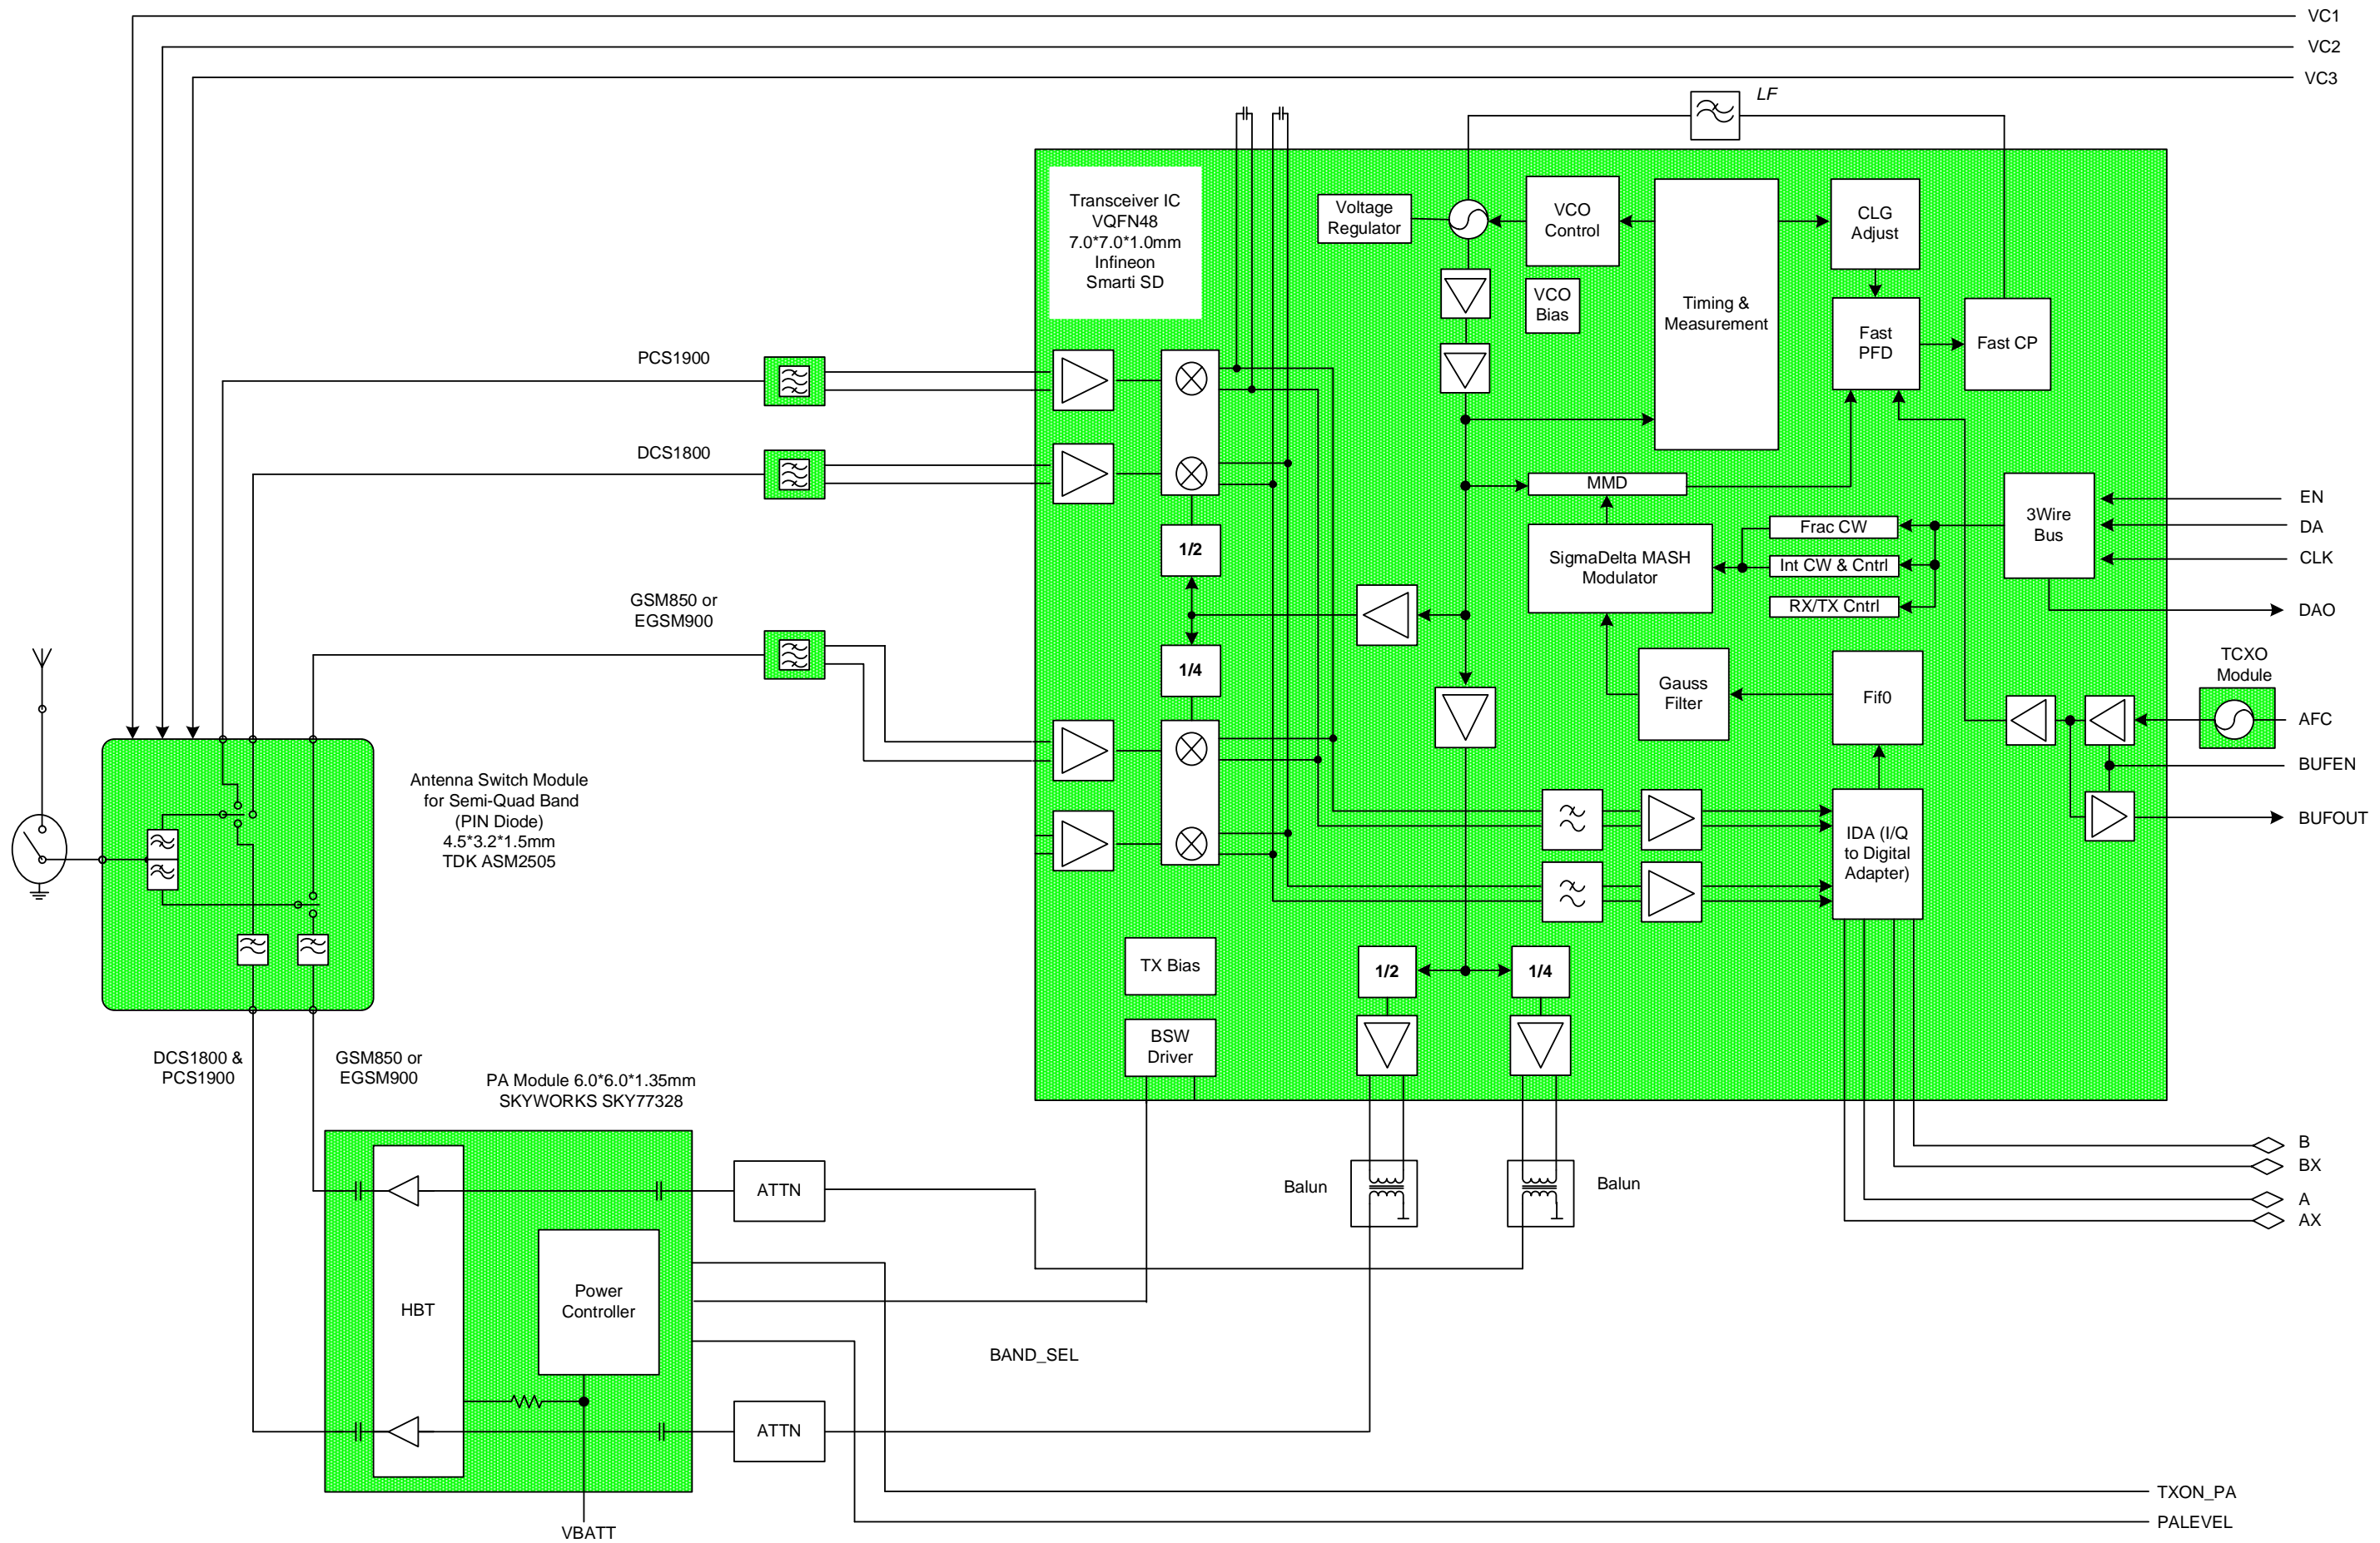 VC1
VC2
VC3
LF
Transceiver IC
VQFN48
7.0*7.0*1.0mm
Infineon
Smarti SD
Voltage
Regulator
VCO
Control
VCO
Bias
Timing &
Measurement
CLG
Adjust
Fast
PFD
Fast CP
PCS1900
DCS1800
GSM850 or
EGSM900
1/2
1/4
MMD
SigmaDelta MASH
Modulator
Frac CW
Int CW & Cntrl
RX/TX Cntrl
3Wire
Bus
EN
DA
CLK
DAO
Gauss
Filter
Fif0
TCXO
Module
AFC
BUFEN
BUFOUT
Antenna Switch Module
for Semi-Quad Band
(PIN Diode)
4.5*3.2*1.5mm
TDK ASM2505
IDA (I/Q
to Digital
Adapter)
TX Bias
BSW
Driver
1/2
1/4
DCS1800 &
PCS1900
GSM850 or
EGSM900
PA Module 6.0*6.0*1.35mm
SKYWORKS SKY77328
B
BX
A
AX
ATTN
Balun
Balun
HBT
Power
Controller
BAND_SEL
ATTN
VBATT
TXON_PA
PALEVEL